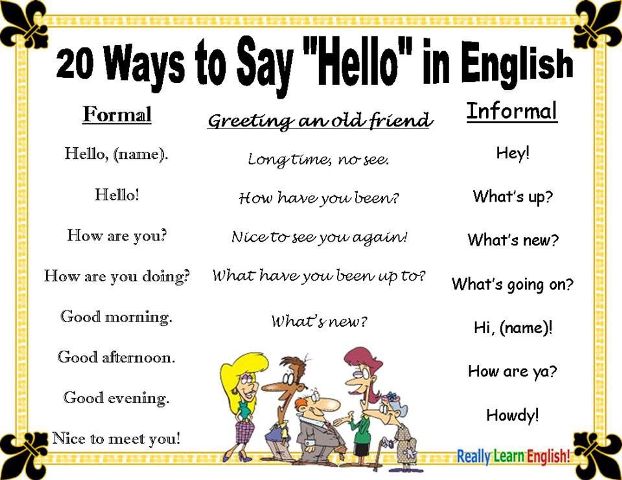 20 Ways to Say "Hello" in English
Formal
Hello, (name).
Hello!
How are you?
How are you doing?
Good morning.
Good afternoon.
Good evening.
Nice to meet you!
Greeting an old friend
Long time, no see.
How have you been?
Nice to see you again!
What have you been up to?
What's new?
Informal
Hey!
What's up?
What's new?
What's going on?
Hi, (name)!
How are ya?
Howdy!
Really Learn English!